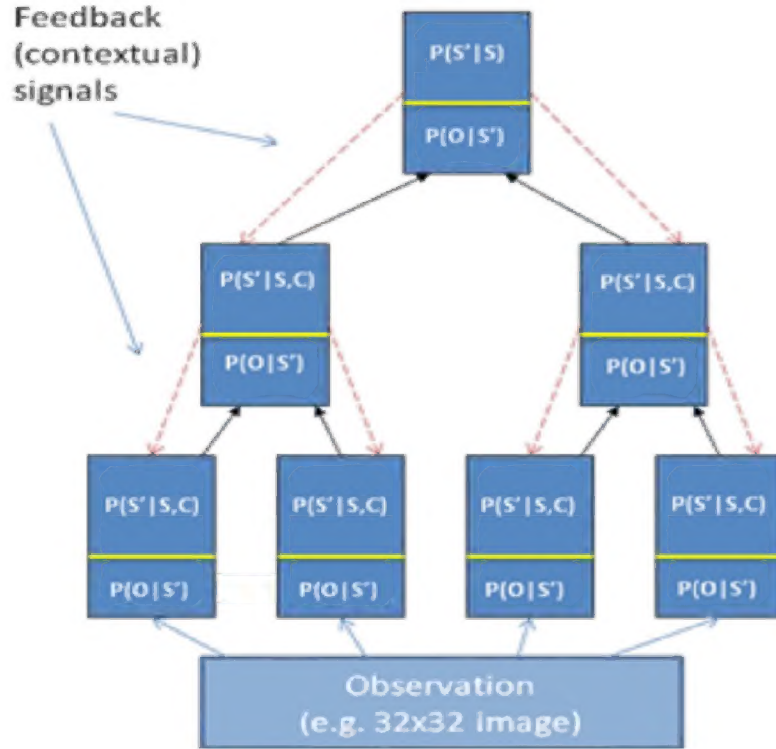 Feedback
(contextual)
signals
P(S'|S)
P(O|S')
P(S'|S,C)
P(O|S')
P(S'|S,C)
P(O|S')
P(S'|S,C)
P(O|S')
P(S'|S,C)
P(O|S')
P(S'|S,C)
P(O|S')
P(S'|S,C)
P(O|S')
Observation
(e.g. 32x32 image)